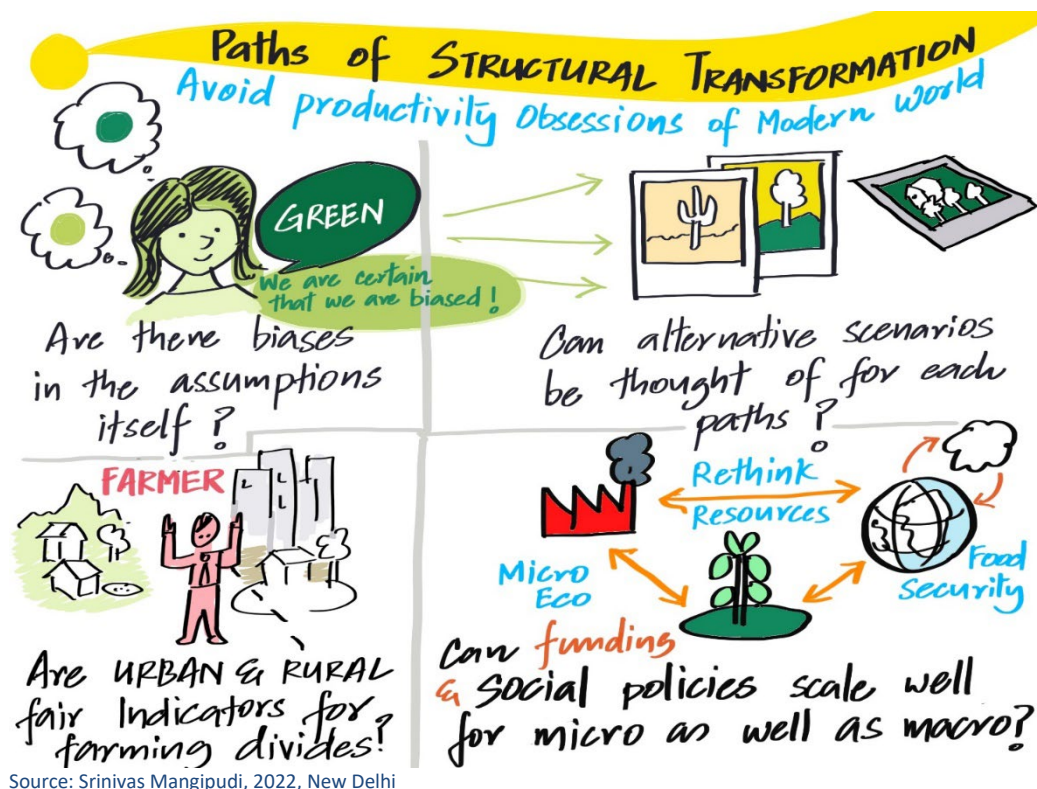 Paths of STRUCTURAL TRANSFORMATION
Avoid productivity Obsessions of Modern World
GREEN
We are certain
that we are biased!
Are there biases
in the assumptions
itself?
Can alternative scenarios
be thought of for each
paths?
FARMER
Are URBAN & RURAL
fair Indicators for
farming divides?
Rethink
Resources
Micro
Eco
Food
Security
Can funding
& social policies scale well
for micro as well as macro?
Source: Srinivas Mangipudi, 2022, New Delhi